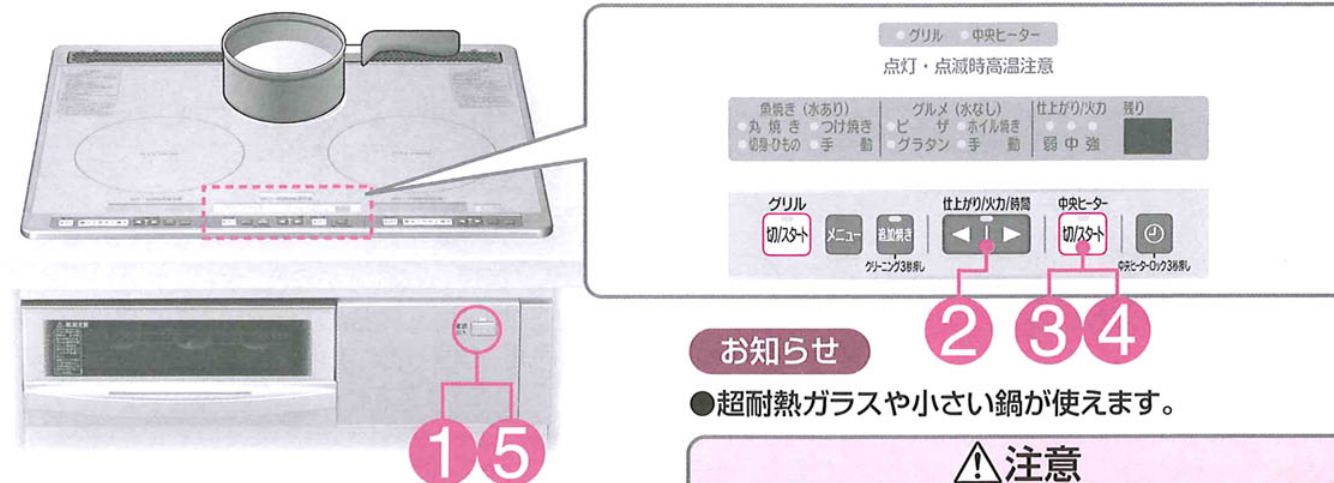 グリル 中央ヒーター
点灯・点滅時高温注意
魚焼き（水あり） グルメ（水なし） 仕上がり/火力 残り
丸焼き つけ焼き ピザ ホイル焼き
切身・ひもの 手動 グラタン 手動 弱 中 強
グリル 仕上がり/火力/時間 中央ヒーター
切/スタート メニュー 追加焼き 切/スタート
クリーニング3秒押し 中央ヒーターロック3秒押し
2 3 4
お知らせ
●超耐熱ガラスや小さい鍋が使えます。
1 5
⚠注意